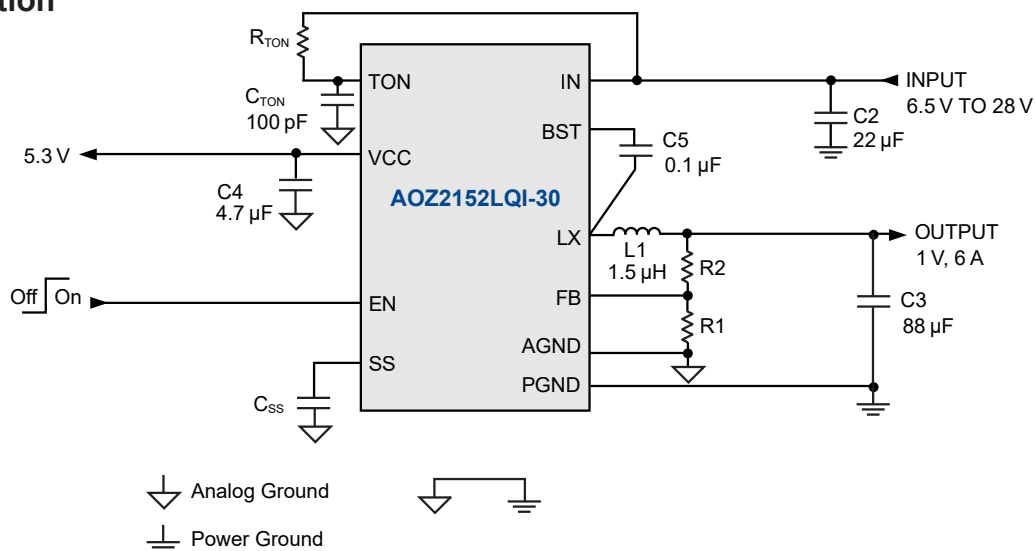 tion
R_TON
TON
C_TON
100 pF
5.3 V
VCC
C4
4.7 µF
AOZ2152LQI-30
Off On
EN
SS
C_SS
IN
INPUT
6.5 V TO 28 V
C2
22 µF
BST
C5
0.1 µF
LX
L1
1.5 µH
OUTPUT
1 V, 6 A
R2
FB
R1
C3
88 µF
AGND
PGND
Analog Ground
Power Ground